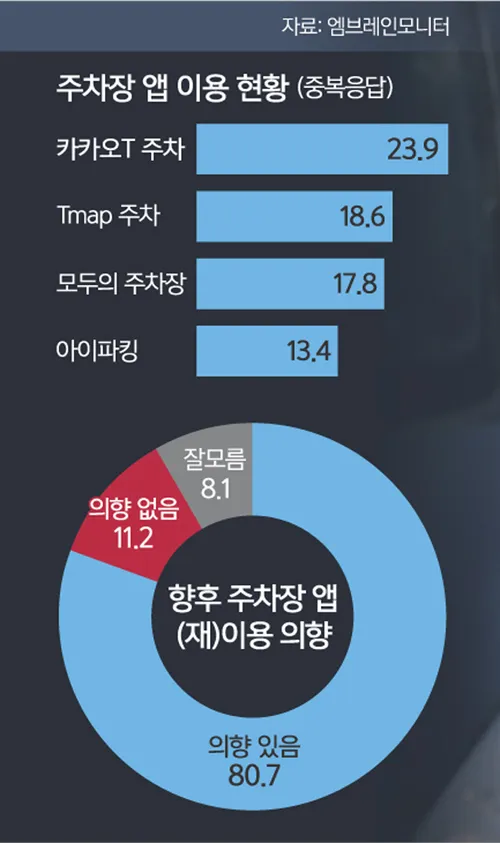 자료: 엠브레인모니터
주차장 앱 이용 현황 (중복응답)
카카오T 주차 23.9
Tmap 주차 18.6
모두의 주차장 17.8
아이파킹 13.4
잘모름
8.1
의향 없음
11.2
향후 주차장 앱
(재)이용 의향
의향 있음
80.7